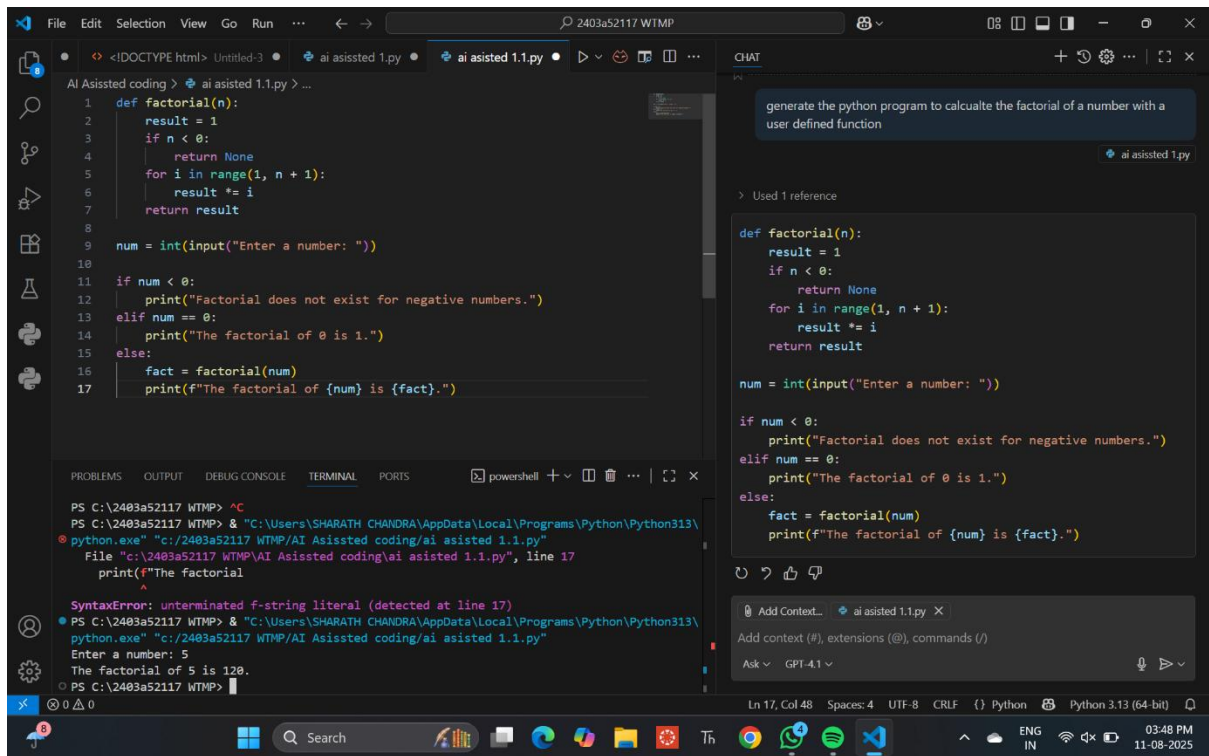 File Edit Selection View Go Run ··· ← → 2403a52117 WTMP
<!DOCTYPE html> Untitled-3 ● ai asissted 1.py ● ai asisted 1.1.py ●
AI Asissted coding > ai asisted 1.1.py > ...
1 def factorial(n):
2     result = 1
3     if n < 0:
4         return None
5     for i in range(1, n + 1):
6         result *= i
7     return result
8
9 num = int(input("Enter a number: "))
10
11 if num < 0:
12     print("Factorial does not exist for negative numbers.")
13 elif num == 0:
14     print("The factorial of 0 is 1.")
15 else:
16     fact = factorial(num)
17     print(f"The factorial of {num} is {fact}.")
PROBLEMS OUTPUT DEBUG CONSOLE TERMINAL PORTS powershell
PS C:\2403a52117 WTMP> ^C
PS C:\2403a52117 WTMP> & "C:\Users\SHARATH CHANDRA\AppData\Local\Programs\Python\Python313\
python.exe" "c:/2403a52117 WTMP/AI Asissted coding/ai asisted 1.1.py"
  File "c:\2403a52117 WTMP\AI Asissted coding\ai asisted 1.1.py", line 17
    print(f"The factorial
          ^
SyntaxError: unterminated f-string literal (detected at line 17)
PS C:\2403a52117 WTMP> & "C:\Users\SHARATH CHANDRA\AppData\Local\Programs\Python\Python313\
python.exe" "c:/2403a52117 WTMP/AI Asissted coding/ai asisted 1.1.py"
Enter a number: 5
The factorial of 5 is 120.
PS C:\2403a52117 WTMP>
CHAT
generate the python program to calcualte the factorial of a number with a
user defined function
ai asissted 1.py
> Used 1 reference
def factorial(n):
    result = 1
    if n < 0:
        return None
    for i in range(1, n + 1):
        result *= i
    return result

num = int(input("Enter a number: "))

if num < 0:
    print("Factorial does not exist for negative numbers.")
elif num == 0:
    print("The factorial of 0 is 1.")
else:
    fact = factorial(num)
    print(f"The factorial of {num} is {fact}.")
Add Context... ai asisted 1.1.py ×
Add context (#), extensions (@), commands (/)
Ask GPT-4.1
0 0 Ln 17, Col 48 Spaces: 4 UTF-8 CRLF {} Python Python 3.13 (64-bit)
8 Search Th 4 ENG 03:48 PM
IN 11-08-2025